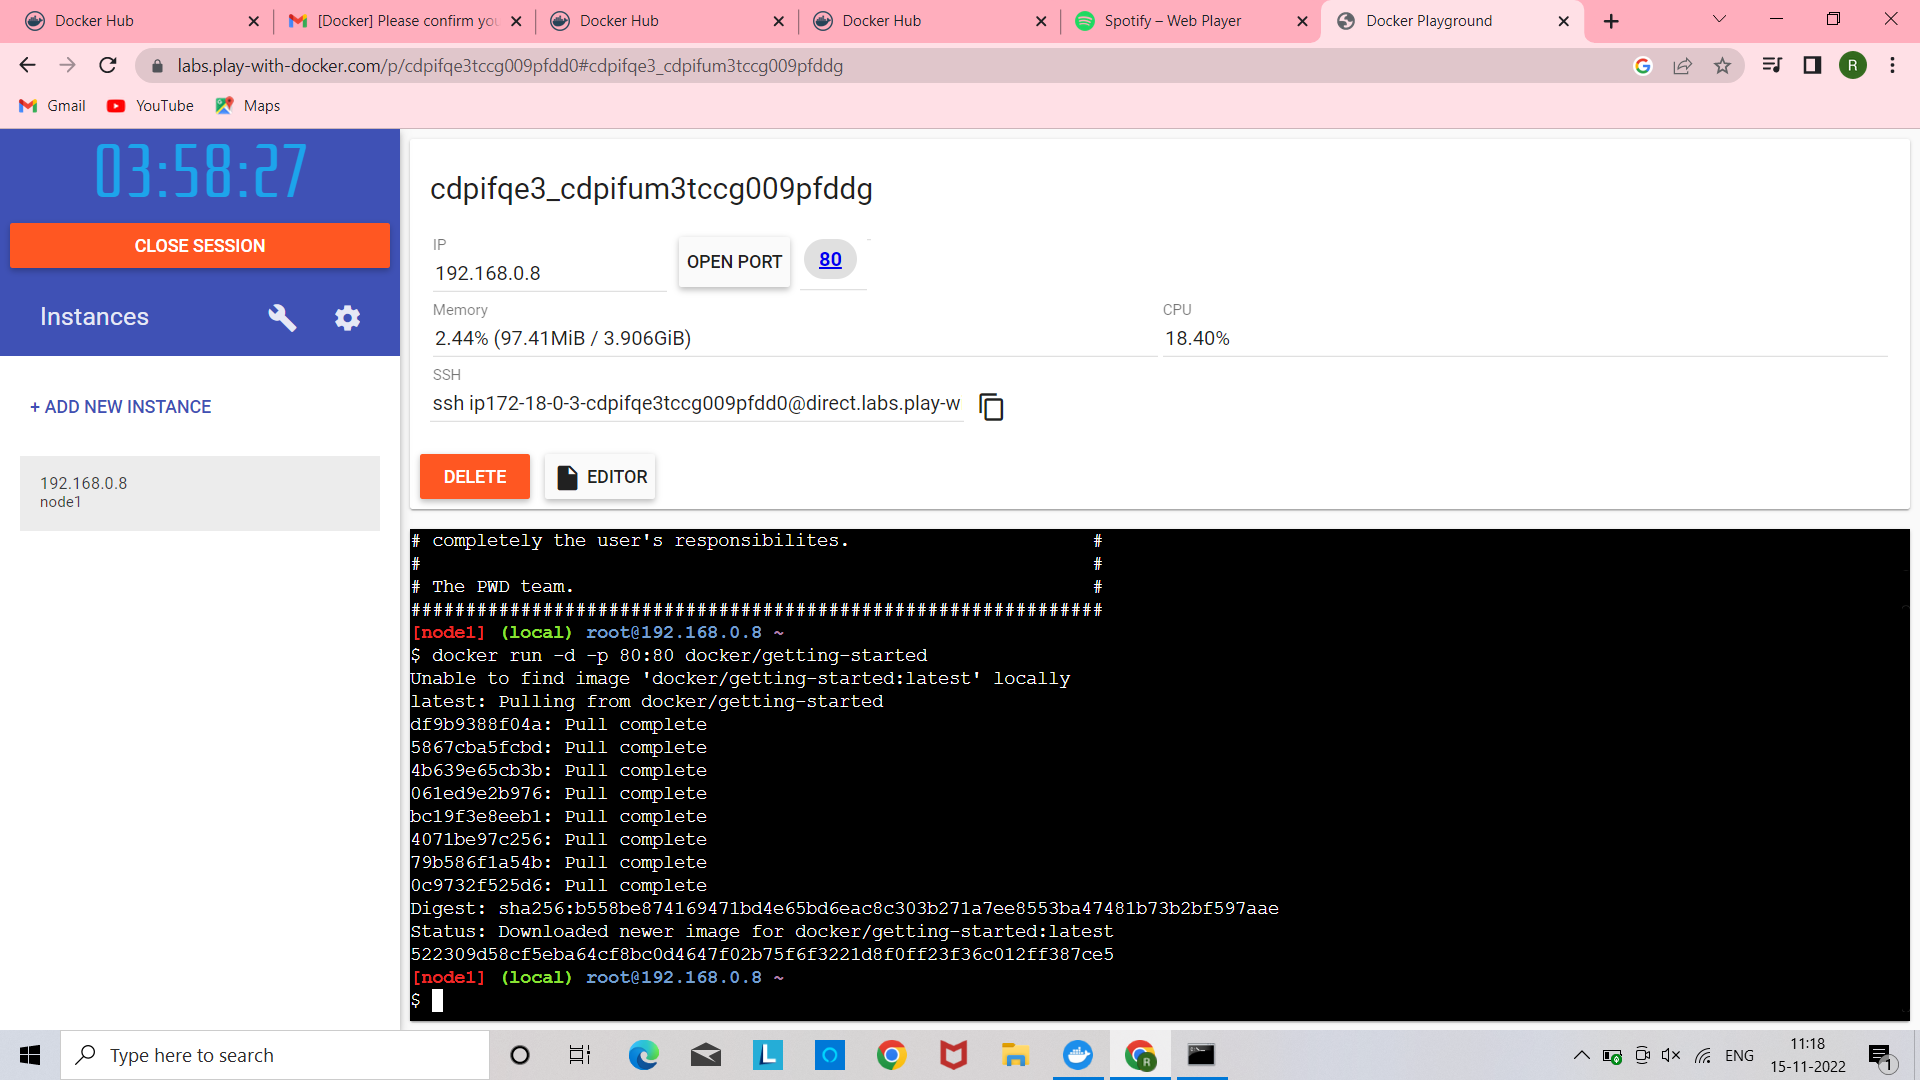 Docker Hub
[Docker] Please confirm you
Docker Hub
Docker Hub
Spotify – Web Player
Docker Playground
labs.play-with-docker.com/p/cdpifqe3tccg009pfdd0#cdpifqe3_cdpifum3tccg009pfddg
R
Gmail
YouTube
Maps
03:58:27
CLOSE SESSION
Instances
+ ADD NEW INSTANCE
192.168.0.8
node1
cdpifqe3_cdpifum3tccg009pfddg
IP
192.168.0.8
OPEN PORT
80
Memory
2.44% (97.41MiB / 3.906GiB)
CPU
18.40%
SSH
ssh ip172-18-0-3-cdpifqe3tccg009pfdd0@direct.labs.play-w
DELETE
EDITOR
# completely the user's responsibilites. #
# #
# The PWD team. #
###############################################################
[node1] (local) root@192.168.0.8 ~
$ docker run -d -p 80:80 docker/getting-started
Unable to find image 'docker/getting-started:latest' locally
latest: Pulling from docker/getting-started
df9b9388f04a: Pull complete
5867cba5fcbd: Pull complete
4b639e65cb3b: Pull complete
061ed9e2b976: Pull complete
bc19f3e8eeb1: Pull complete
4071be97c256: Pull complete
79b586f1a54b: Pull complete
0c9732f525d6: Pull complete
Digest: sha256:b558be874169471bd4e65bd6eac8c303b271a7ee8553ba47481b73b2bf597aae
Status: Downloaded newer image for docker/getting-started:latest
522309d58cf5eba64cf8bc0d4647f02b75f6f3221d8f0ff23f36c012ff387ce5
[node1] (local) root@192.168.0.8 ~
$
Type here to search
L
R
ENG
11:18
15-11-2022
1